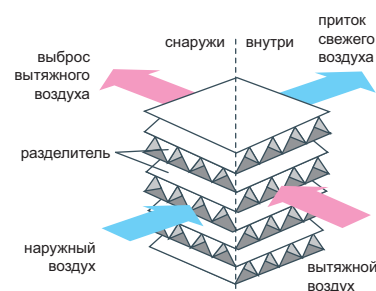 приток
свежего
воздуха
снаружи
внутри
выброс
вытяжного
воздуха
разделитель
наружный
воздух
вытяжной
воздух